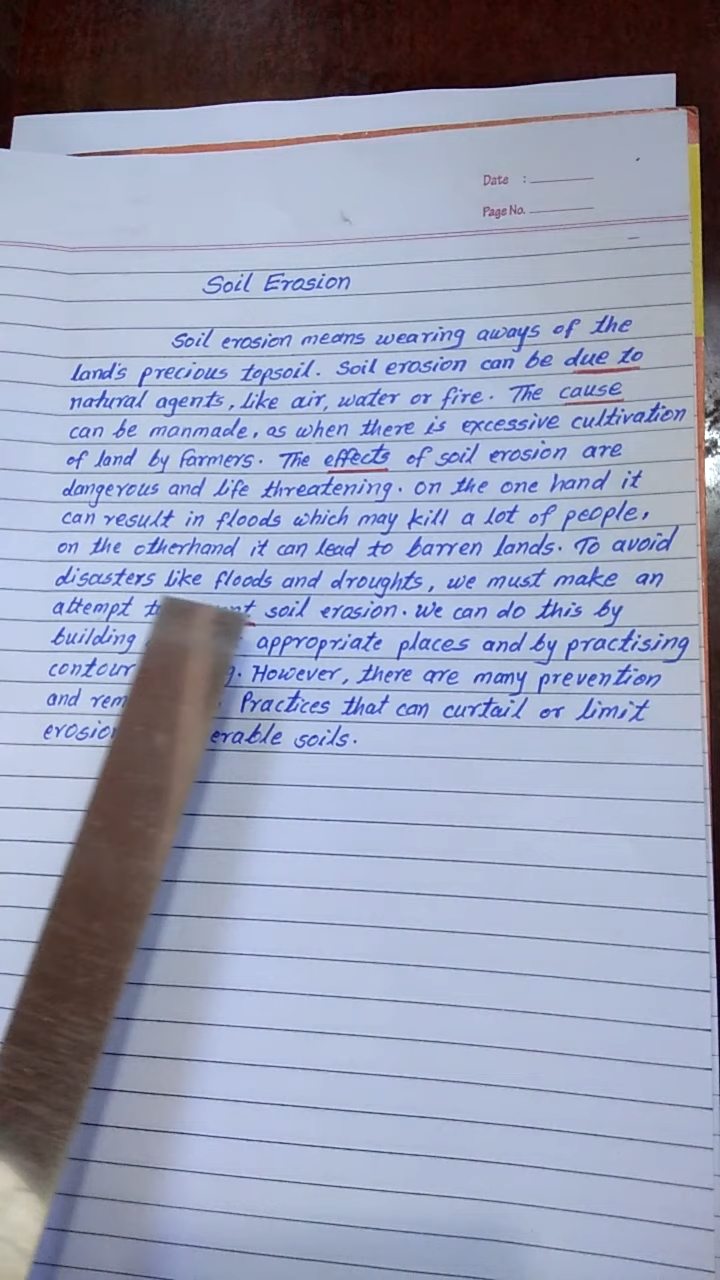 Date :
Page No.
Soil Erosion
Soil erosion means wearing aways of the
land's precious topsoil. Soil erosion can be due to
natural agents, like air, water or fire. The cause
can be manmade, as when there is excessive cultivation
of land by farmers. The effects of soil erosion are
dangerous and life threatening. on the one hand it
can result in floods which may kill a lot of people,
on the otherhand it can lead to barren lands. To avoid
disasters like floods and droughts, we must make an
attempt soil erosion. we can do this by
building appropriate places and by practising
contour However, there are many prevention
and Practices that can curtail or limit
soils.